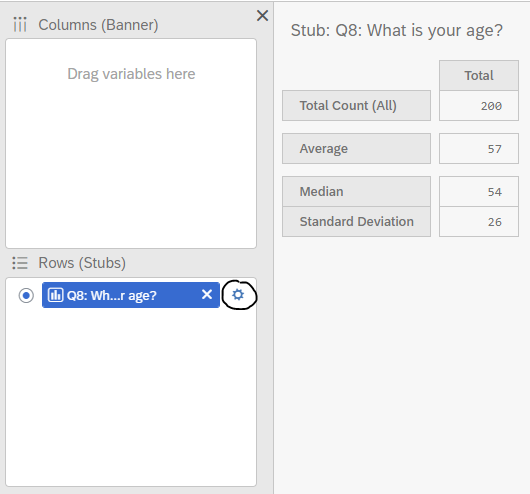 Columns (Banner)
Drag variables here
Rows (Stubs)
Q8: Wh...r age?
Stub: Q8: What is your age?
Total
Total Count (All) 200
Average 57
Median 54
Standard Deviation 26